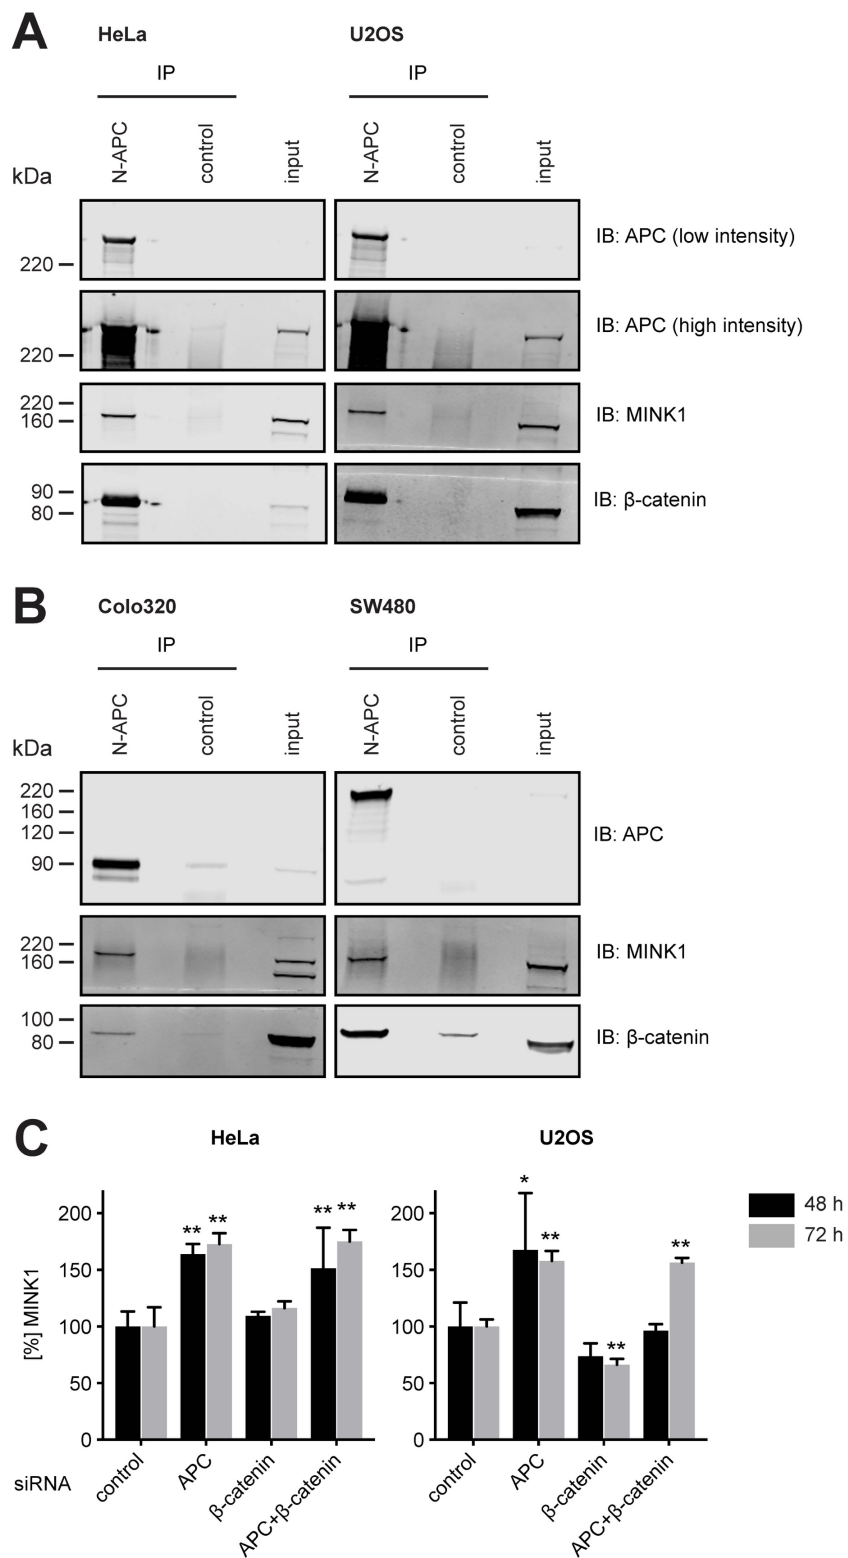 A
HeLa
U2OS
IP
IP
kDa
N-APC
control
input
N-APC
control
input
220
IB: APC (low intensity)
220
IB: APC (high intensity)
220
160
IB: MINK1
90
80
IB: β-catenin
B
Colo320
SW480
IP
IP
kDa
N-APC
control
input
N-APC
control
input
220
160
120
90
IB: APC
220
160
IB: MINK1
100
80
IB: β-catenin
C
HeLa
U2OS
48 h
72 h
[%] MINK1
200
150
100
50
0
** ** ** **
200
150
100
50
0
* ** ** **
siRNA
control
APC
β-catenin
APC+β-catenin
control
APC
β-catenin
APC+β-catenin